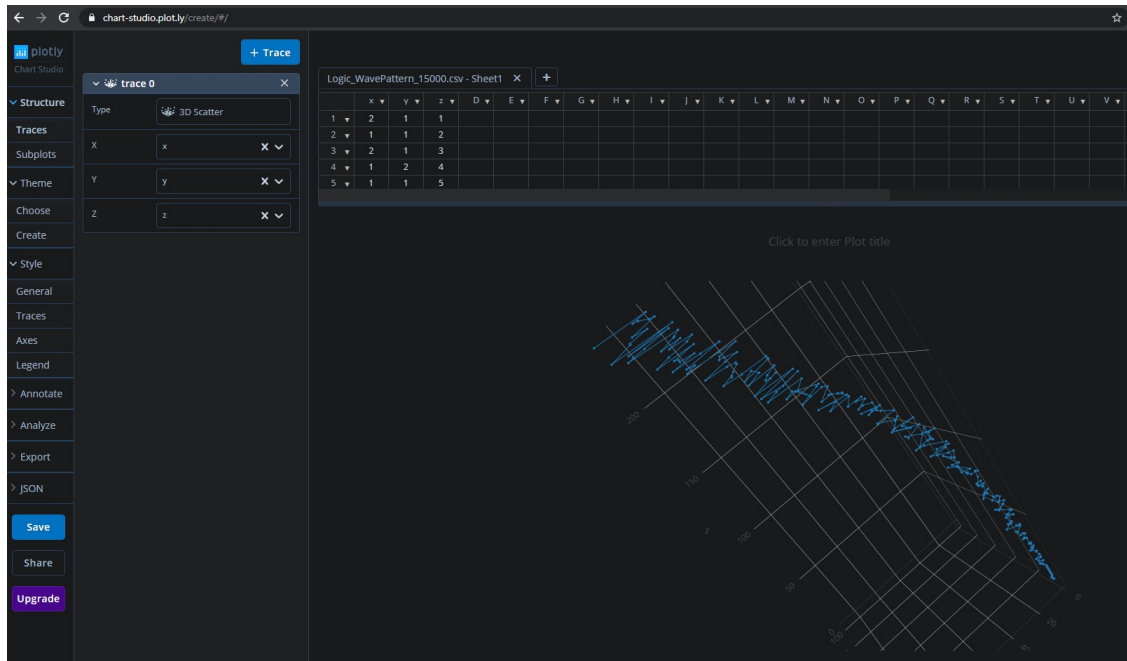 chart-studio.plot.ly/create/#/
plotly
Chart Studio
Structure
Traces
Subplots
Theme
Choose
Create
Style
General
Traces
Axes
Legend
Annotate
Analyze
Export
JSON
Save
Share
Upgrade
+ Trace
trace 0
Type 3D Scatter
X x
Y y
Z z
Logic_WavePattern_15000.csv - Sheet1
x y z D E F G H I J K L M N O P Q R S T U V
1 2 1 1
2 1 1 2
3 2 1 3
4 1 2 4
5 1 1 5
Click to enter Plot title
200
150
z
100
50
0
100
0
20